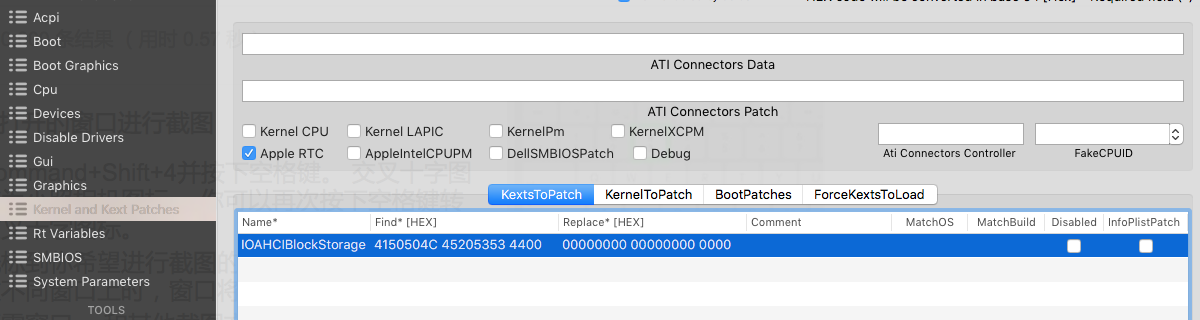 Acpi
Boot
Boot Graphics
Cpu
Devices
Disable Drivers
Gui
Graphics
Kernel and Kext Patches
Rt Variables
SMBIOS
System Parameters
TOOLS
ATI Connectors Data
ATI Connectors Patch
Kernel CPU Kernel LAPIC KernelPm KernelXCPM
Apple RTC AppleIntelCPUPM DellSMBIOSPatch Debug
Ati Connectors Controller FakeCPUID
KextsToPatch KernelToPatch BootPatches ForceKextsToLoad
Name* Find* [HEX] Replace* [HEX] Comment MatchOS MatchBuild Disabled InfoPlistPatch
IOAHCIBlockStorage 4150504C 45205353 4400 00000000 00000000 0000